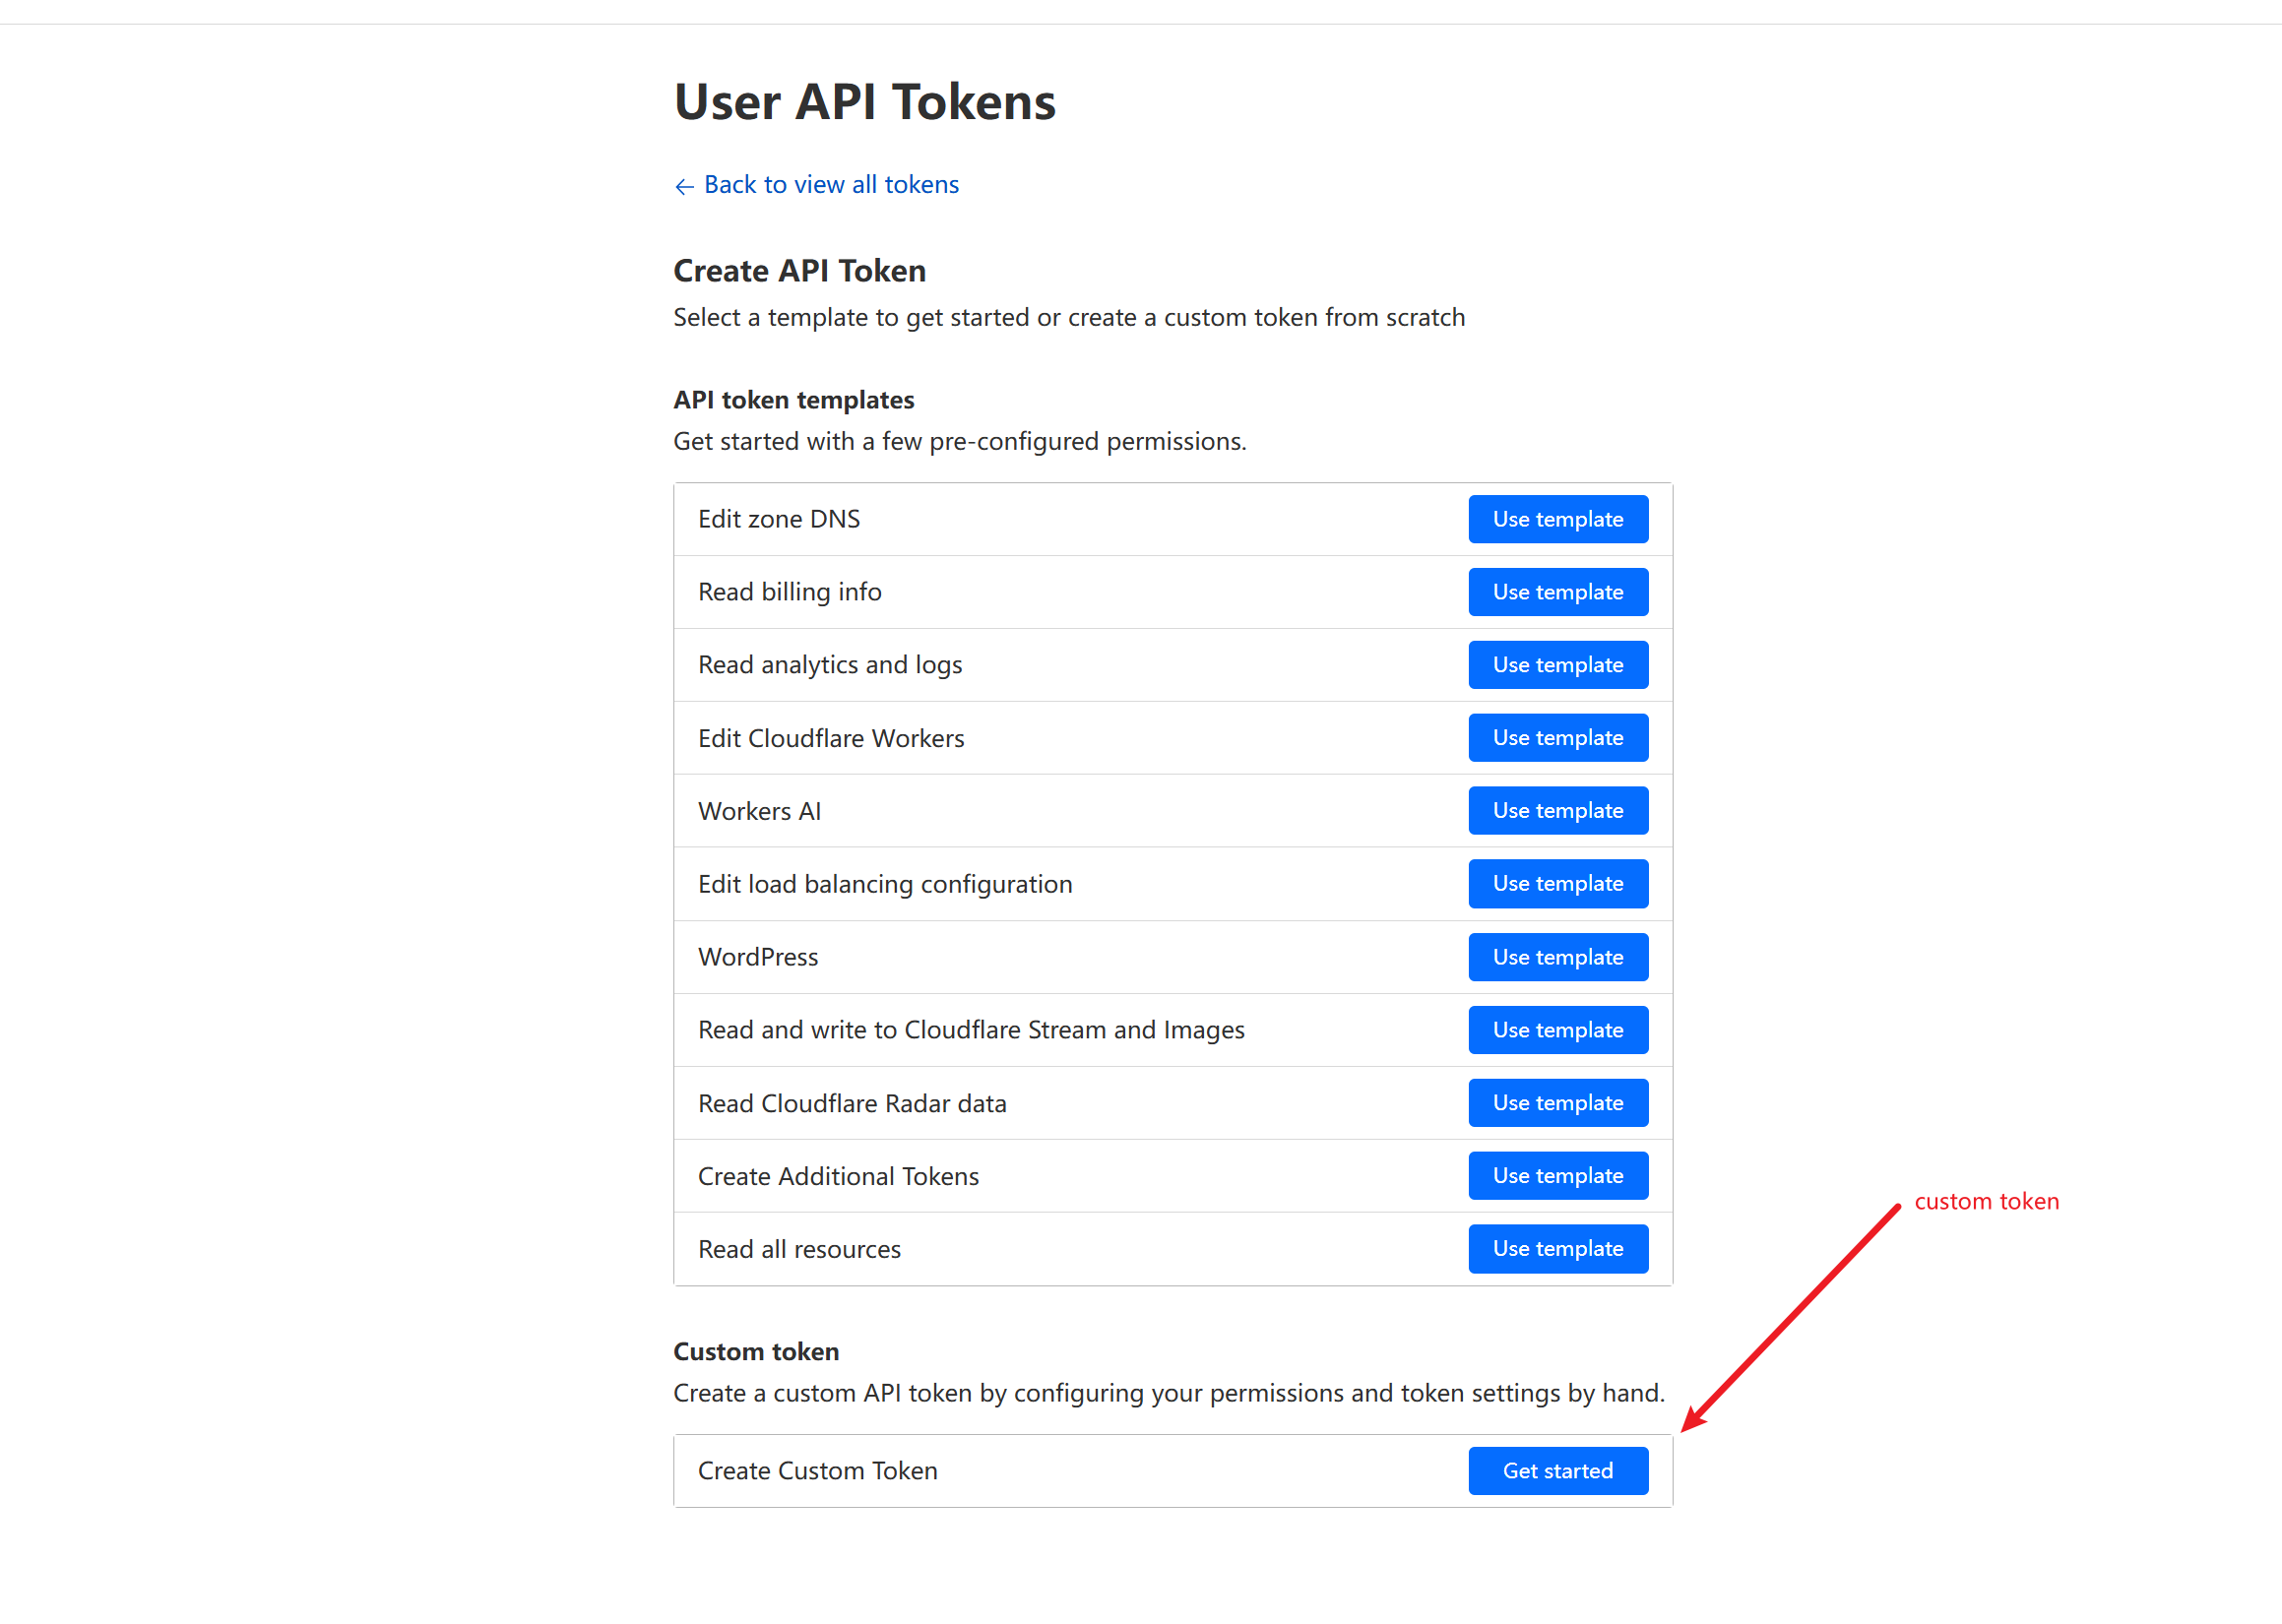 User API Tokens
← Back to view all tokens
Create API Token
Select a template to get started or create a custom token from scratch
API token templates
Get started with a few pre-configured permissions.
Edit zone DNS Use template
Read billing info Use template
Read analytics and logs Use template
Edit Cloudflare Workers Use template
Workers AI Use template
Edit load balancing configuration Use template
WordPress Use template
Read and write to Cloudflare Stream and Images Use template
Read Cloudflare Radar data Use template
Create Additional Tokens Use template
custom token
Read all resources Use template
Custom token
Create a custom API token by configuring your permissions and token settings by hand.
Create Custom Token Get started